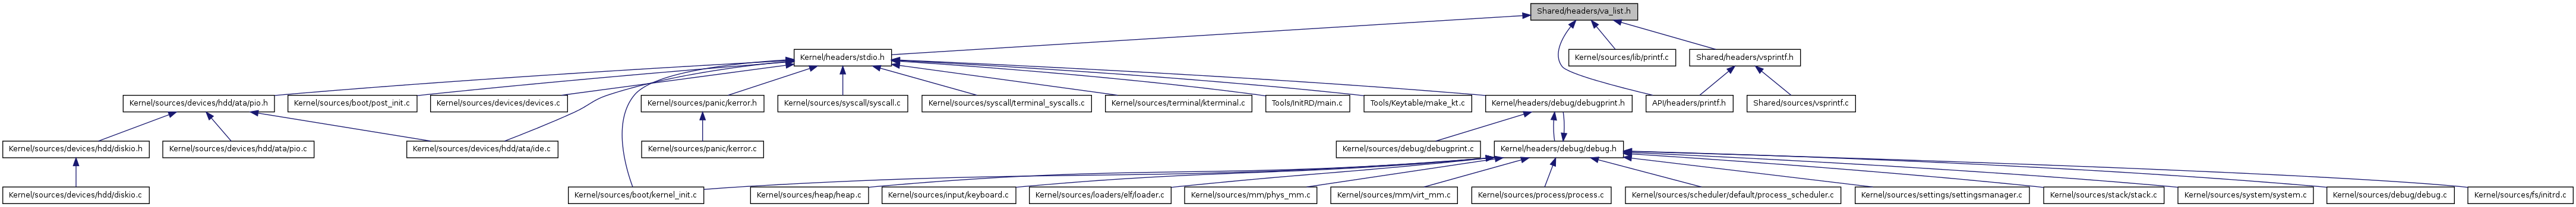 Shared/headers/va_list.h
Kernel/headers/stdio.h
Kernel/sources/lib/printf.c
Shared/headers/vsprintf.h
Kernel/sources/devices/hdd/ata/pio.h
Kernel/sources/boot/post_init.c
Kernel/sources/devices/devices.c
Kernel/sources/panic/kerror.h
Kernel/sources/syscall/syscall.c
Kernel/sources/syscall/terminal_syscalls.c
Kernel/sources/terminal/kterminal.c
Tools/InitRD/main.c
Tools/Keytable/make_kt.c
Kernel/headers/debug/debugprint.h
API/headers/printf.h
Shared/sources/vsprintf.c
Kernel/sources/devices/hdd/diskio.h
Kernel/sources/devices/hdd/ata/pio.c
Kernel/sources/devices/hdd/ata/ide.c
Kernel/sources/panic/kerror.c
Kernel/sources/debug/debugprint.c
Kernel/headers/debug/debug.h
Kernel/sources/devices/hdd/diskio.c
Kernel/sources/boot/kernel_init.c
Kernel/sources/heap/heap.c
Kernel/sources/input/keyboard.c
Kernel/sources/loaders/elf/loader.c
Kernel/sources/mm/phys_mm.c
Kernel/sources/mm/virt_mm.c
Kernel/sources/process/process.c
Kernel/sources/scheduler/default/process_scheduler.c
Kernel/sources/settings/settingsmanager.c
Kernel/sources/stack/stack.c
Kernel/sources/system/system.c
Kernel/sources/debug/debug.c
Kernel/sources/fs/initrd.c